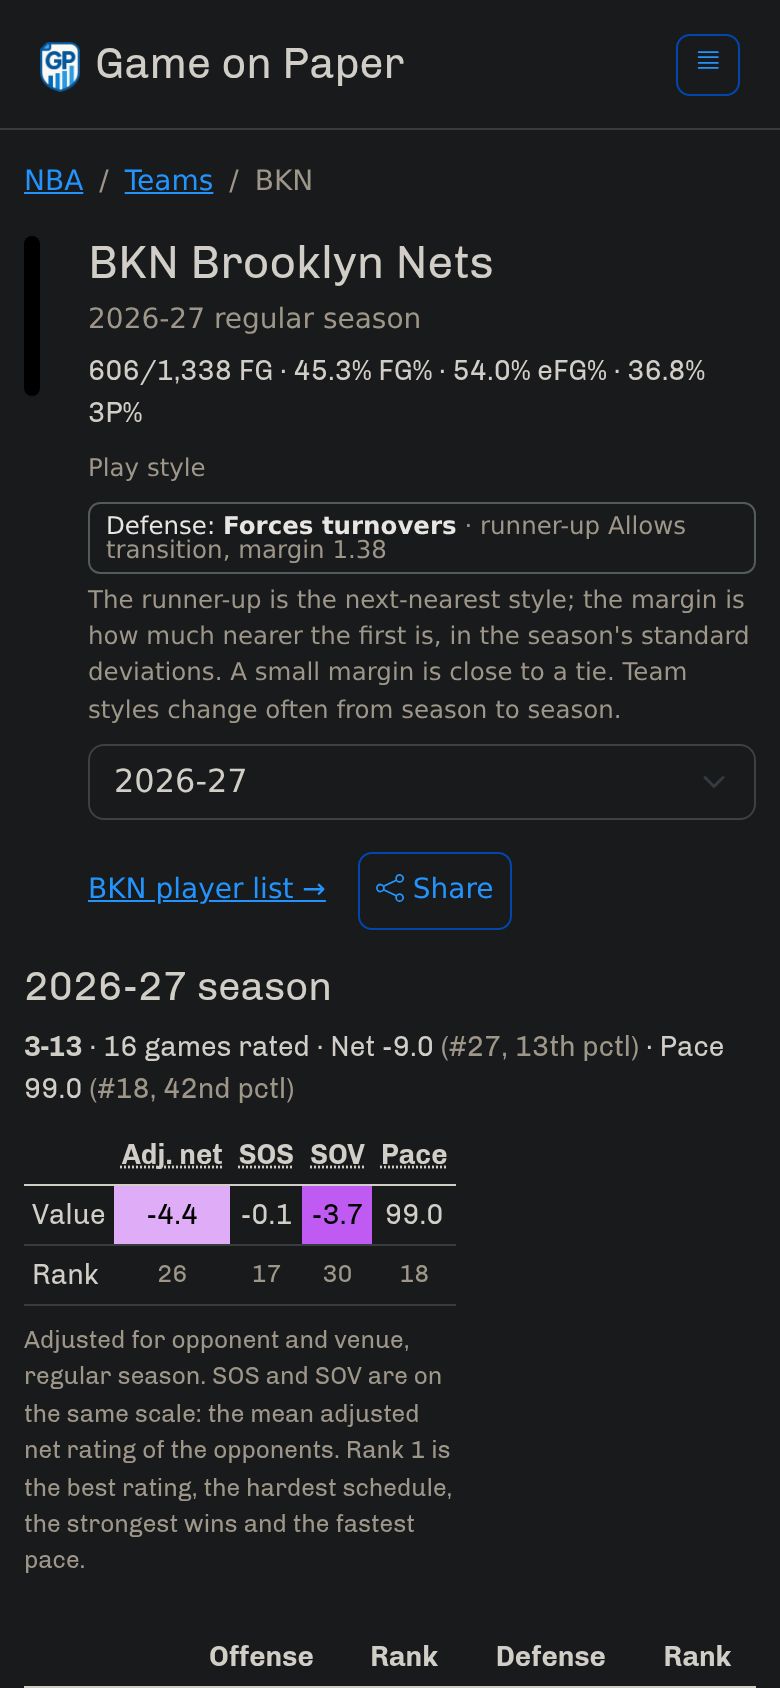 GP Game on Paper
NBA / Teams / BKN
BKN Brooklyn Nets
2026-27 regular season
606/1,338 FG · 45.3% FG% · 54.0% eFG% · 36.8%
3P%
Play style
Defense: Forces turnovers · runner-up Allows
transition, margin 1.38
The runner-up is the next-nearest style; the margin is
how much nearer the first is, in the season's standard
deviations. A small margin is close to a tie. Team
styles change often from season to season.
2026-27
BKN player list → Share
2026-27 season
3-13 · 16 games rated · Net -9.0 (#27, 13th pctl) · Pace
99.0 (#18, 42nd pctl)
Adj. net SOS SOV Pace
Value -4.4 -0.1 -3.7 99.0
Rank 26 17 30 18
Adjusted for opponent and venue,
regular season. SOS and SOV are on
the same scale: the mean adjusted
net rating of the opponents. Rank 1 is
the best rating, the hardest schedule,
the strongest wins and the fastest
pace.
Offense Rank Defense Rank